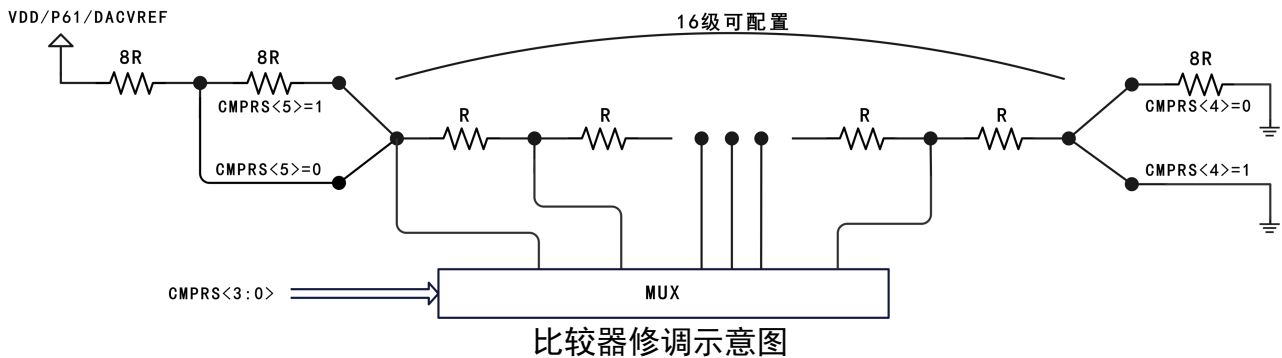 VDD/P61/DACVREF
16级可配置
8R
8R
8R
CMPRS<5>=1
CMPRS<4>=0
R
R
R
R
CMPRS<5>=0
CMPRS<4>=1
CMPRS<3:0>
MUX
比较器修调示意图